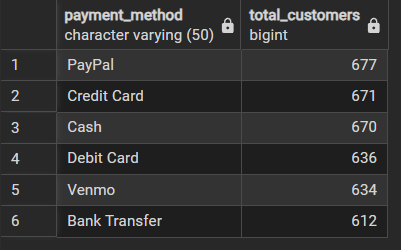 payment_method total_customers
character varying (50) bigint
1 PayPal 677
2 Credit Card 671
3 Cash 670
4 Debit Card 636
5 Venmo 634
6 Bank Transfer 612